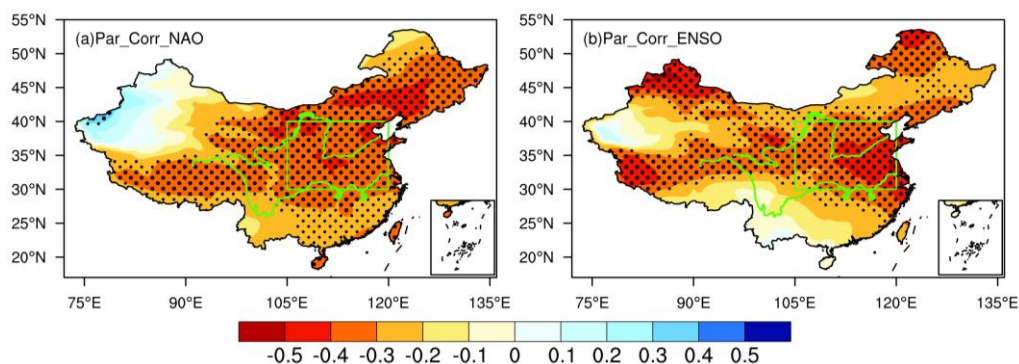 (a)Par_Corr_NAO
55°N
50°N
45°N
40°N
35°N
30°N
25°N
20°N
75°E 90°E 105°E 120°E 135°E
(b)Par_Corr_ENSO
55°N
50°N
45°N
40°N
35°N
30°N
25°N
20°N
75°E 90°E 105°E 120°E 135°E
-0.5 -0.4 -0.3 -0.2 -0.1 0 0.1 0.2 0.3 0.4 0.5